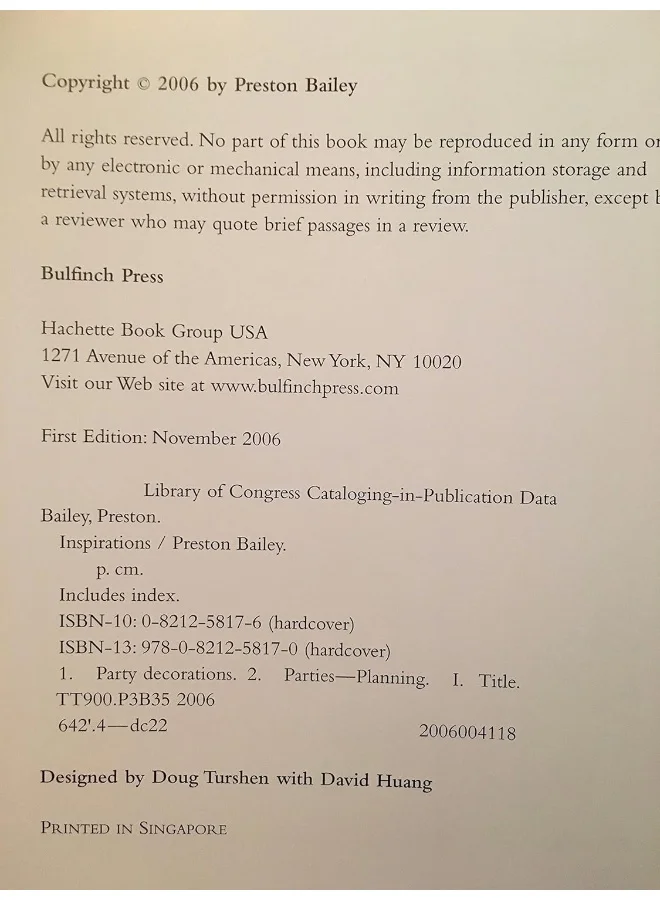 Copyright © 2006 by Preston Bailey
All rights reserved. No part of this book may be reproduced in any form or
by any electronic or mechanical means, including information storage and
retrieval systems, without permission in writing from the publisher, except
a reviewer who may quote brief passages in a review.
Bulfinch Press
Hachette Book Group USA
1271 Avenue of the Americas, New York, NY 10020
Visit our Web site at www.bulfinchpress.com
First Edition: November 2006
Library of Congress Cataloging-in-Publication Data
Bailey, Preston.
Inspirations / Preston Bailey.
p. cm.
Includes index.
ISBN-10: 0-8212-5817-6 (hardcover)
ISBN-13: 978-0-8212-5817-0 (hardcover)
1. Party decorations. 2. Parties—Planning. I. Title.
TT900.P3B35 2006
642'.4—dc22 2006004118
Designed by Doug Turshen with David Huang
PRINTED IN SINGAPORE